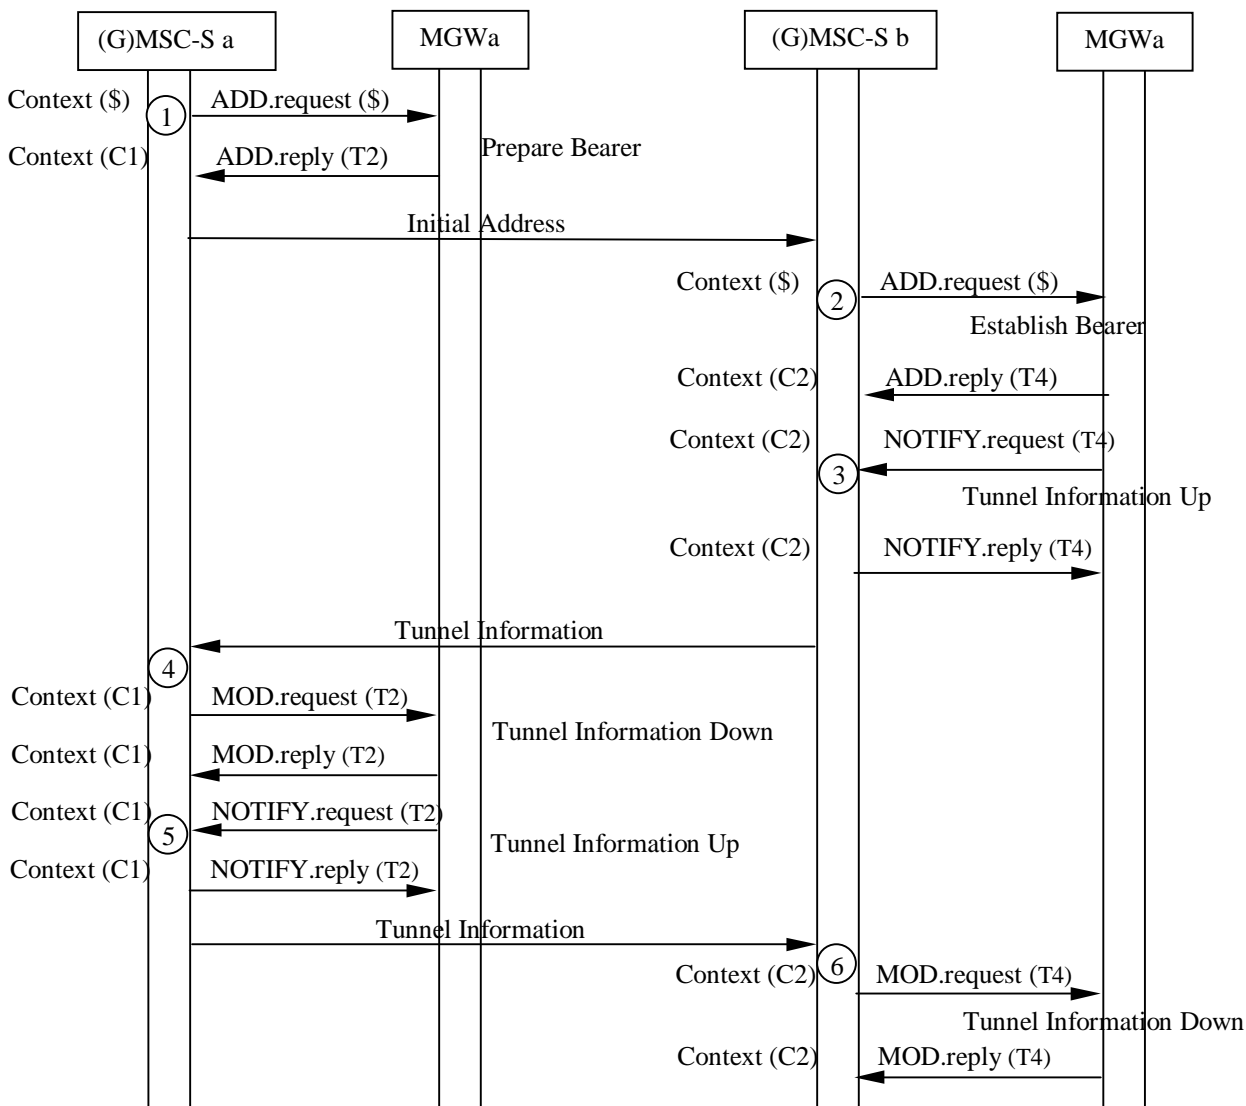 (G)MSC-S a
MGWa
(G)MSC-S b
MGWa
Context ($)
1
ADD.request ($)
Context (C1)
ADD.reply (T2)
Prepare Bearer
Initial Address
Context ($)
2
ADD.request ($)
Establish Bearer
Context (C2)
ADD.reply (T4)
Context (C2)
NOTIFY.request (T4)
3
Tunnel Information Up
Context (C2)
NOTIFY.reply (T4)
Tunnel Information
4
Context (C1)
MOD.request (T2)
Tunnel Information Down
Context (C1)
MOD.reply (T2)
Context (C1)
NOTIFY.request (T2)
5
Tunnel Information Up
Context (C1)
NOTIFY.reply (T2)
Tunnel Information
6
Context (C2)
MOD.request (T4)
Tunnel Information Down
Context (C2)
MOD.reply (T4)